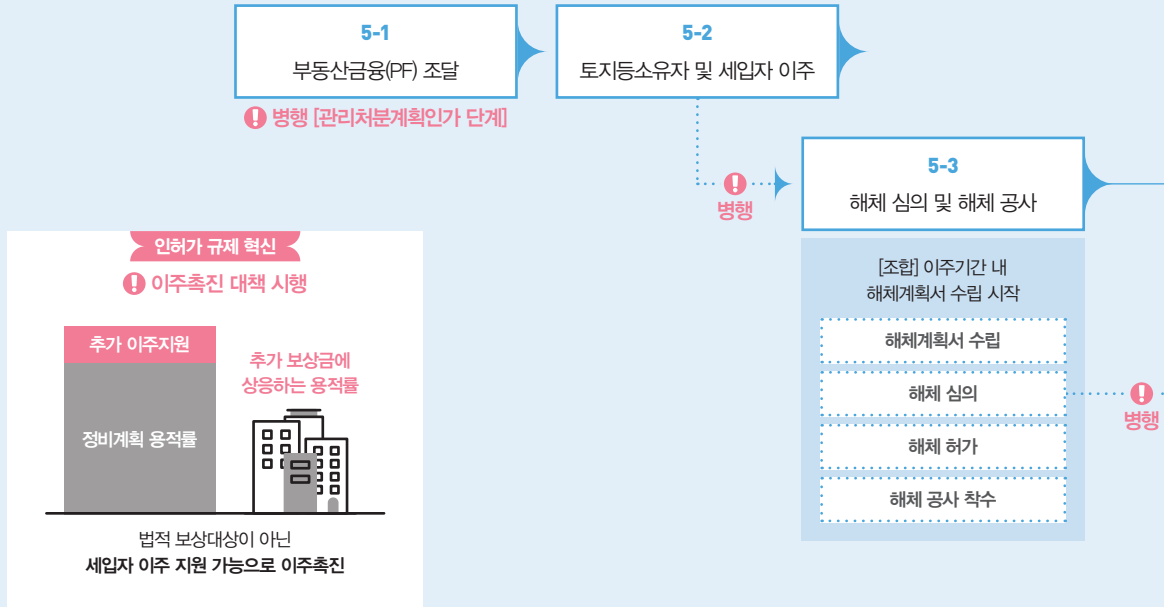 5-1
부동산금융(PF) 조달
병행 [관리처분계획인가 단계]
5-2
토지등소유자 및 세입자 이주
병행
5-3
해체 심의 및 해체 공사
[조합] 이주기간 내
해체계획서 수립 시작
해체계획서 수립
해체 심의
해체 허가
해체 공사 착수
병행
인허가 규제 혁신
이주촉진 대책 시행
추가 이주지원
정비계획 용적률
추가 보상금에
상응하는 용적률
법적 보상대상이 아닌
세입자 이주 지원 가능으로 이주촉진